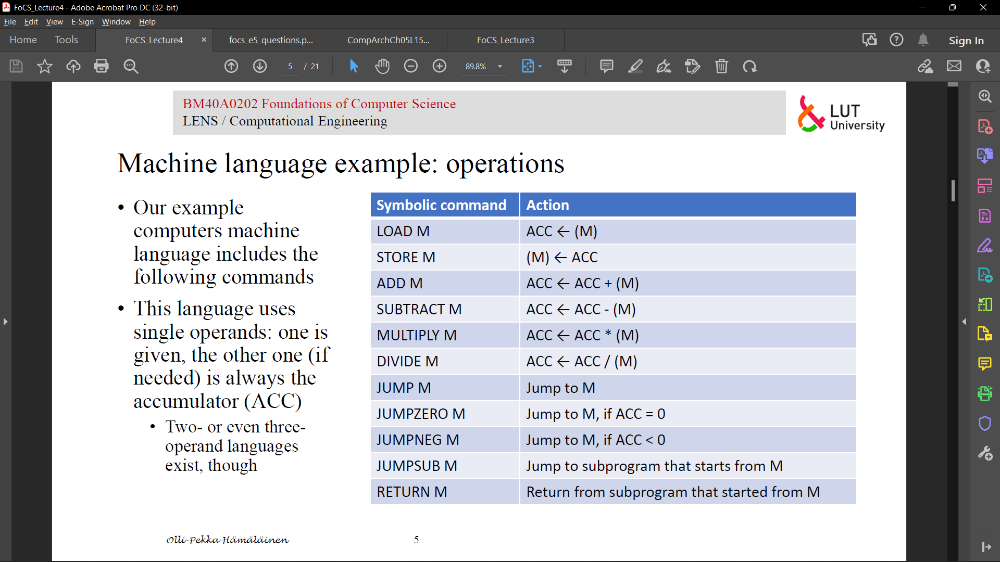 FoCS_Lecture4 - Adobe Acrobat Pro DC (32-bit)
File Edit View E-Sign Window Help
Home Tools FoCS_Lecture4 × focs_e5_questions.p... CompArchCh05L15... FoCS_Lecture3 Sign In
5 / 21 89.8%
BM40A0202 Foundations of Computer Science
LENS / Computational Engineering
LUT
University
Machine language example: operations
• Our example
computers machine
language includes the
following commands
• This language uses
single operands: one is
given, the other one (if
needed) is always the
accumulator (ACC)
• Two- or even three-
operand languages
exist, though
Symbolic command Action
LOAD M ACC ← (M)
STORE M (M) ← ACC
ADD M ACC ← ACC + (M)
SUBTRACT M ACC ← ACC - (M)
MULTIPLY M ACC ← ACC * (M)
DIVIDE M ACC ← ACC / (M)
JUMP M Jump to M
JUMPZERO M Jump to M, if ACC = 0
JUMPNEG M Jump to M, if ACC < 0
JUMPSUB M Jump to subprogram that starts from M
RETURN M Return from subprogram that started from M
Olli-Pekka Hämäläinen 5